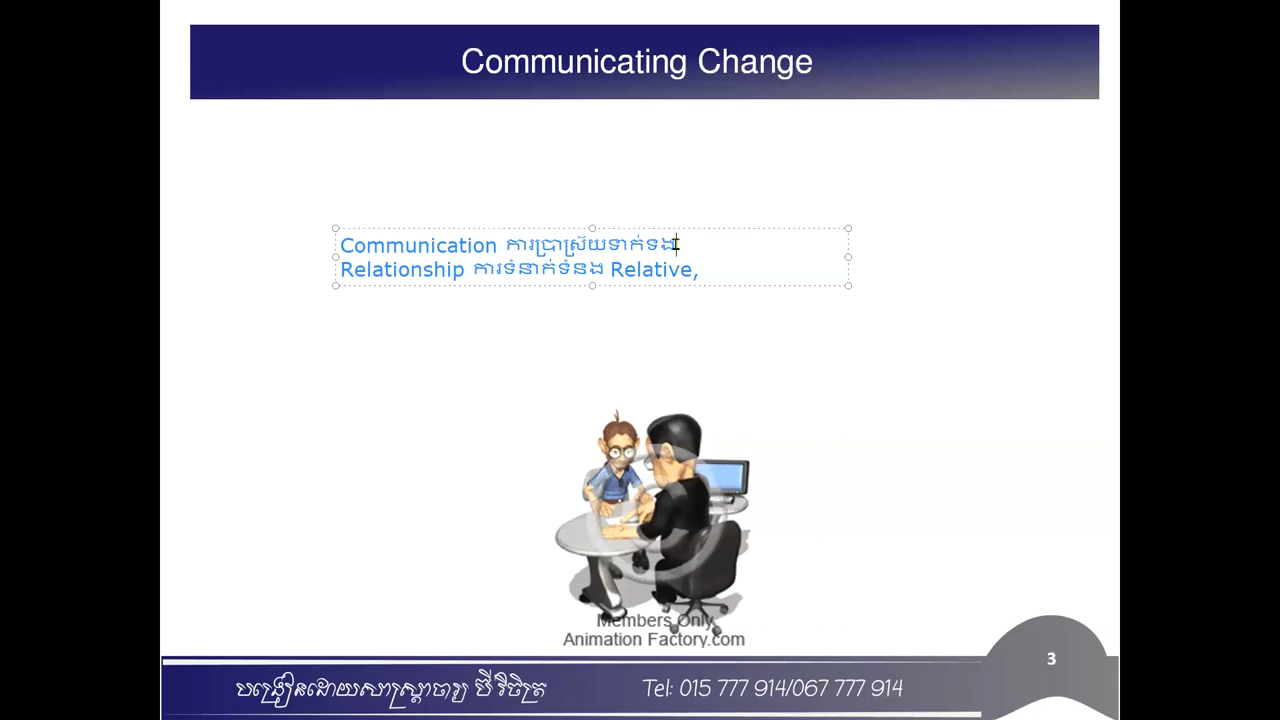 Communicating Change
Communication ការប្រាស្រ័យទាក់ទង
Relationship ការទំនាក់ទំនង Relative,
Members Only
Animation Factory.com
3
បង្រៀនដោយសាស្ត្រាចារ្យ ប៊ី វិចិត្រ
Tel: 015 777 914/067 777 914